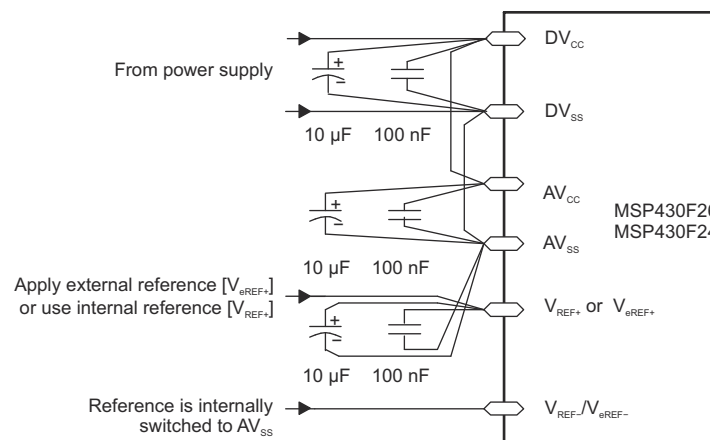 DVCC
From power supply
+
−
DVSS
10 µF 100 nF
AVCC
+
−
MSP430F2
MSP430F24
AVSS
10 µF 100 nF
Apply external reference [VeREF+]
or use internal reference [VREF+]
VREF+ or VeREF+
+
−
10 µF 100 nF
Reference is internally
switched to AVSS
VREF−/VeREF−